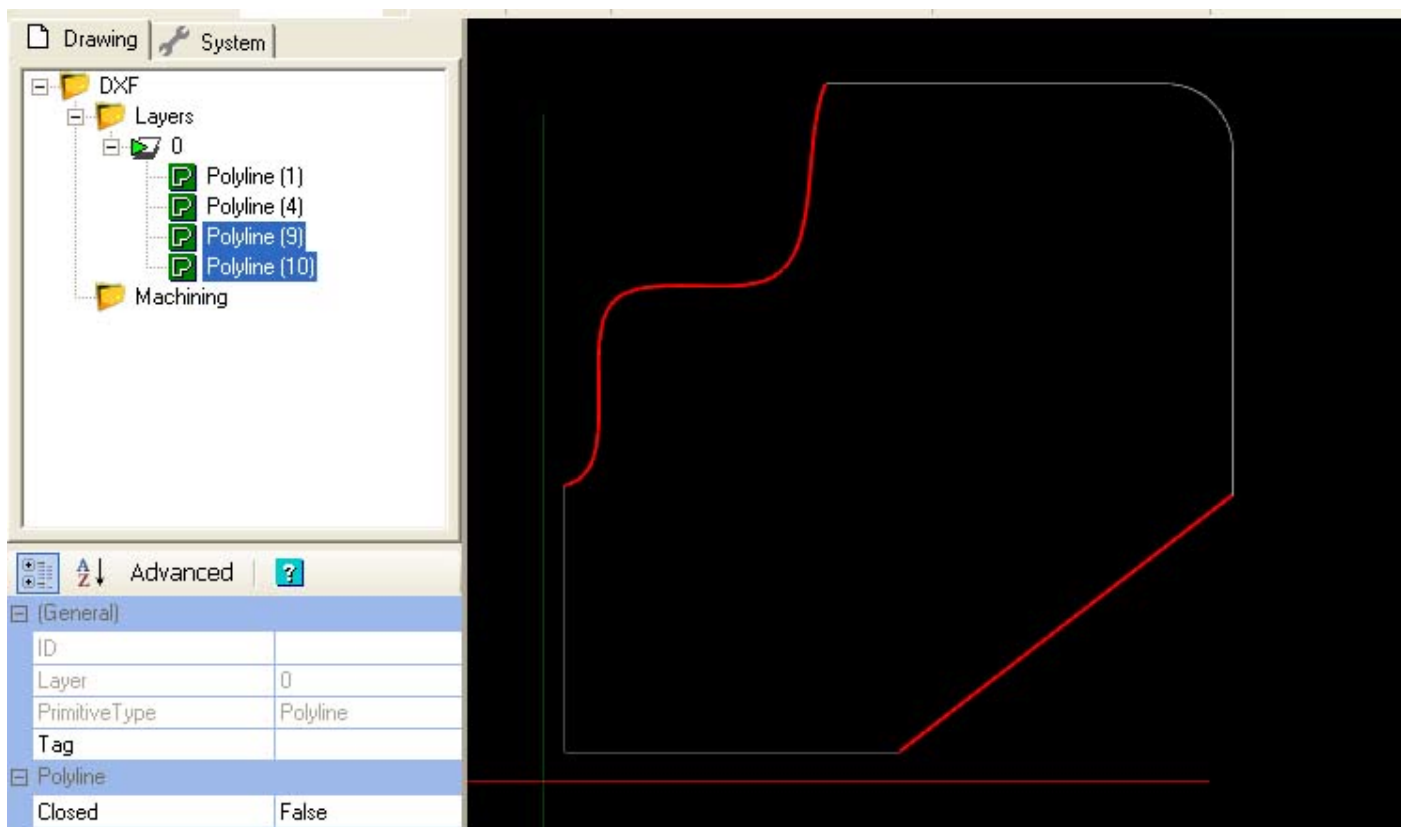 Drawing System
DXF
Layers
0
Polyline (1)
Polyline (4)
Polyline (9)
Polyline (10)
Machining
A Z Advanced ?
(General)
ID
Layer 0
PrimitiveType Polyline
Tag
Polyline
Closed False